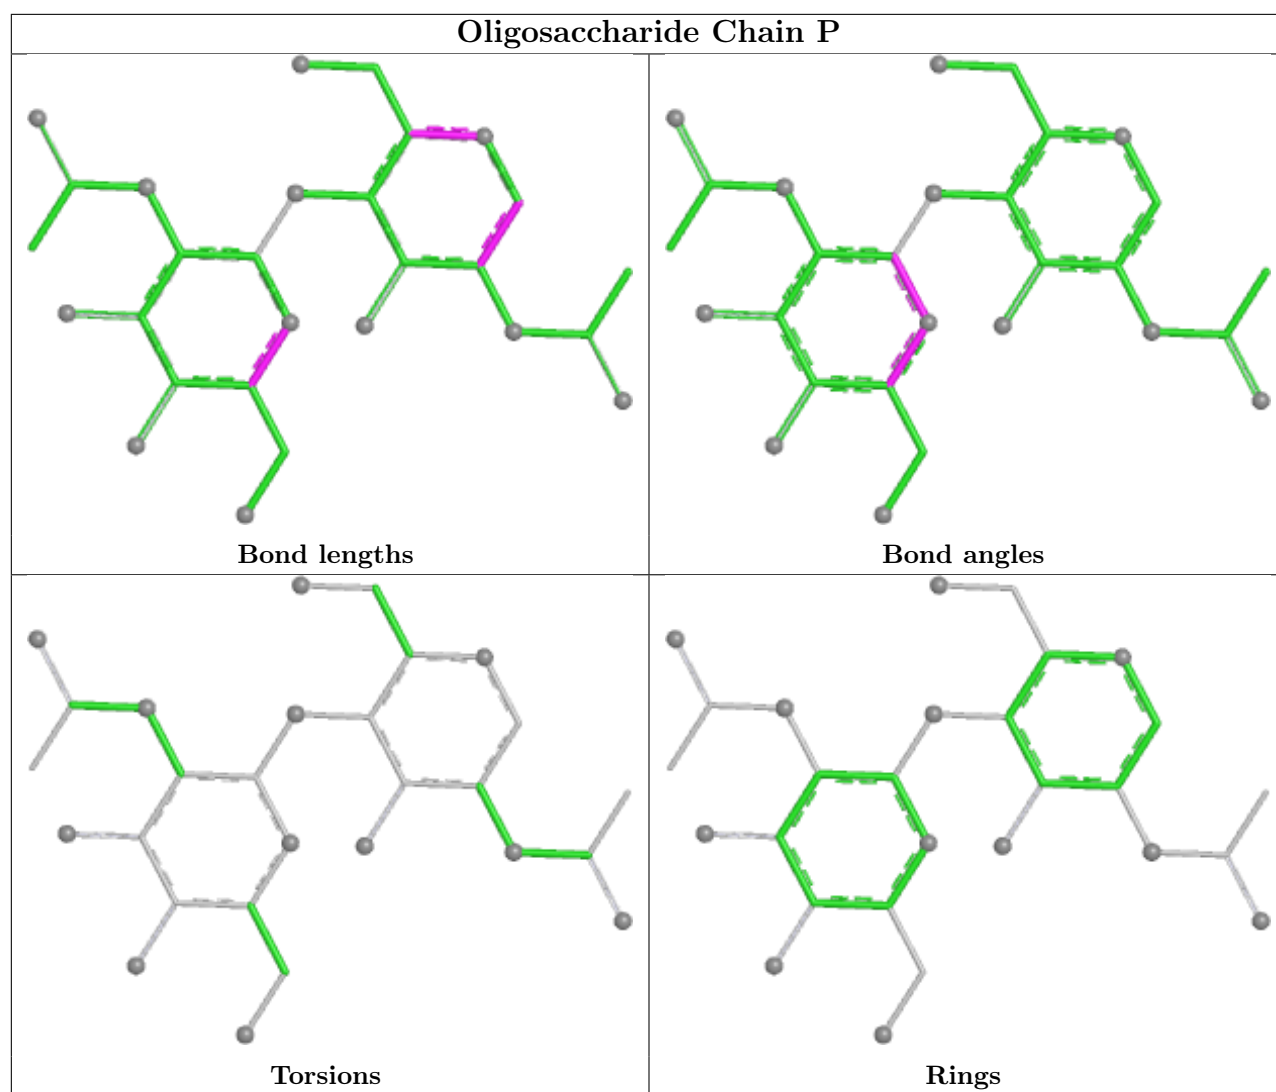 Oligosaccharide Chain P
Bond lengths
Bond angles
Torsions
Rings